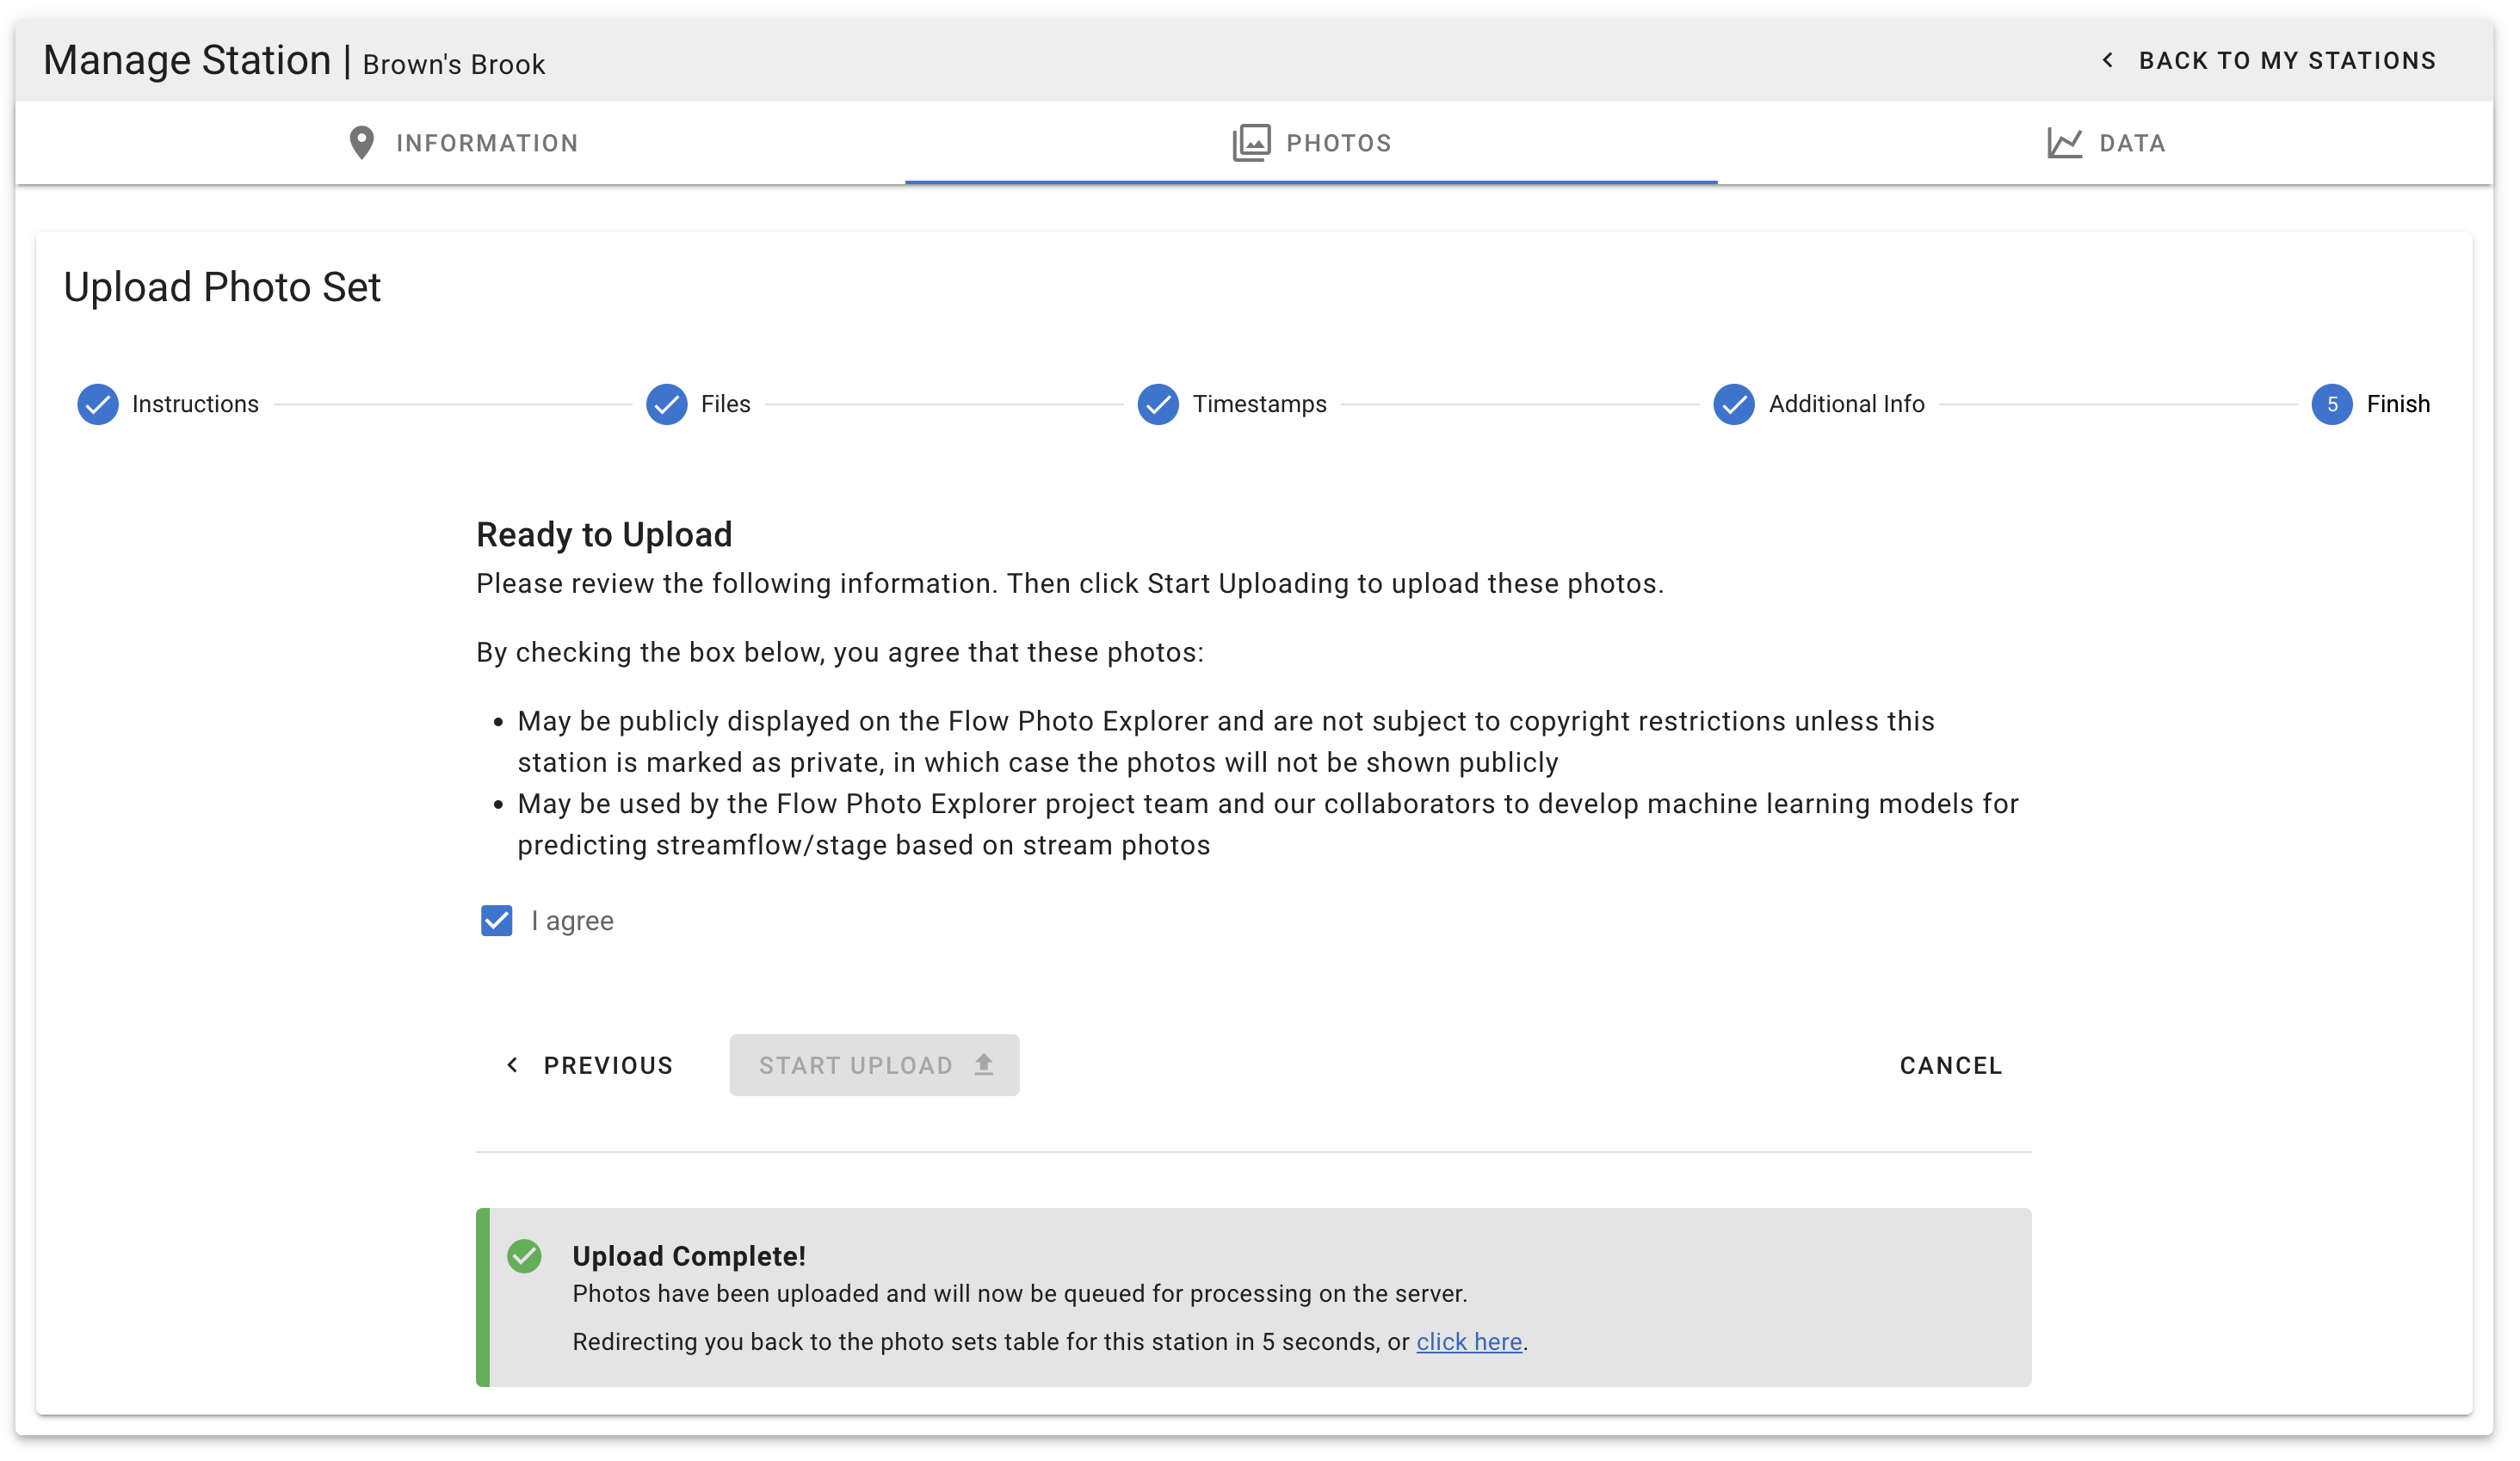 Manage Station | Brown's Brook
BACK TO MY STATIONS
INFORMATION
PHOTOS
DATA
Upload Photo Set
Instructions
Files
Timestamps
Additional Info
5 Finish
Ready to Upload
Please review the following information. Then click Start Uploading to upload these photos.
By checking the box below, you agree that these photos:
• May be publicly displayed on the Flow Photo Explorer and are not subject to copyright restrictions unless this
station is marked as private, in which case the photos will not be shown publicly
• May be used by the Flow Photo Explorer project team and our collaborators to develop machine learning models for
predicting streamflow/stage based on stream photos
I agree
PREVIOUS
START UPLOAD
CANCEL
Upload Complete!
Photos have been uploaded and will now be queued for processing on the server.
Redirecting you back to the photo sets table for this station in 5 seconds, or click here.